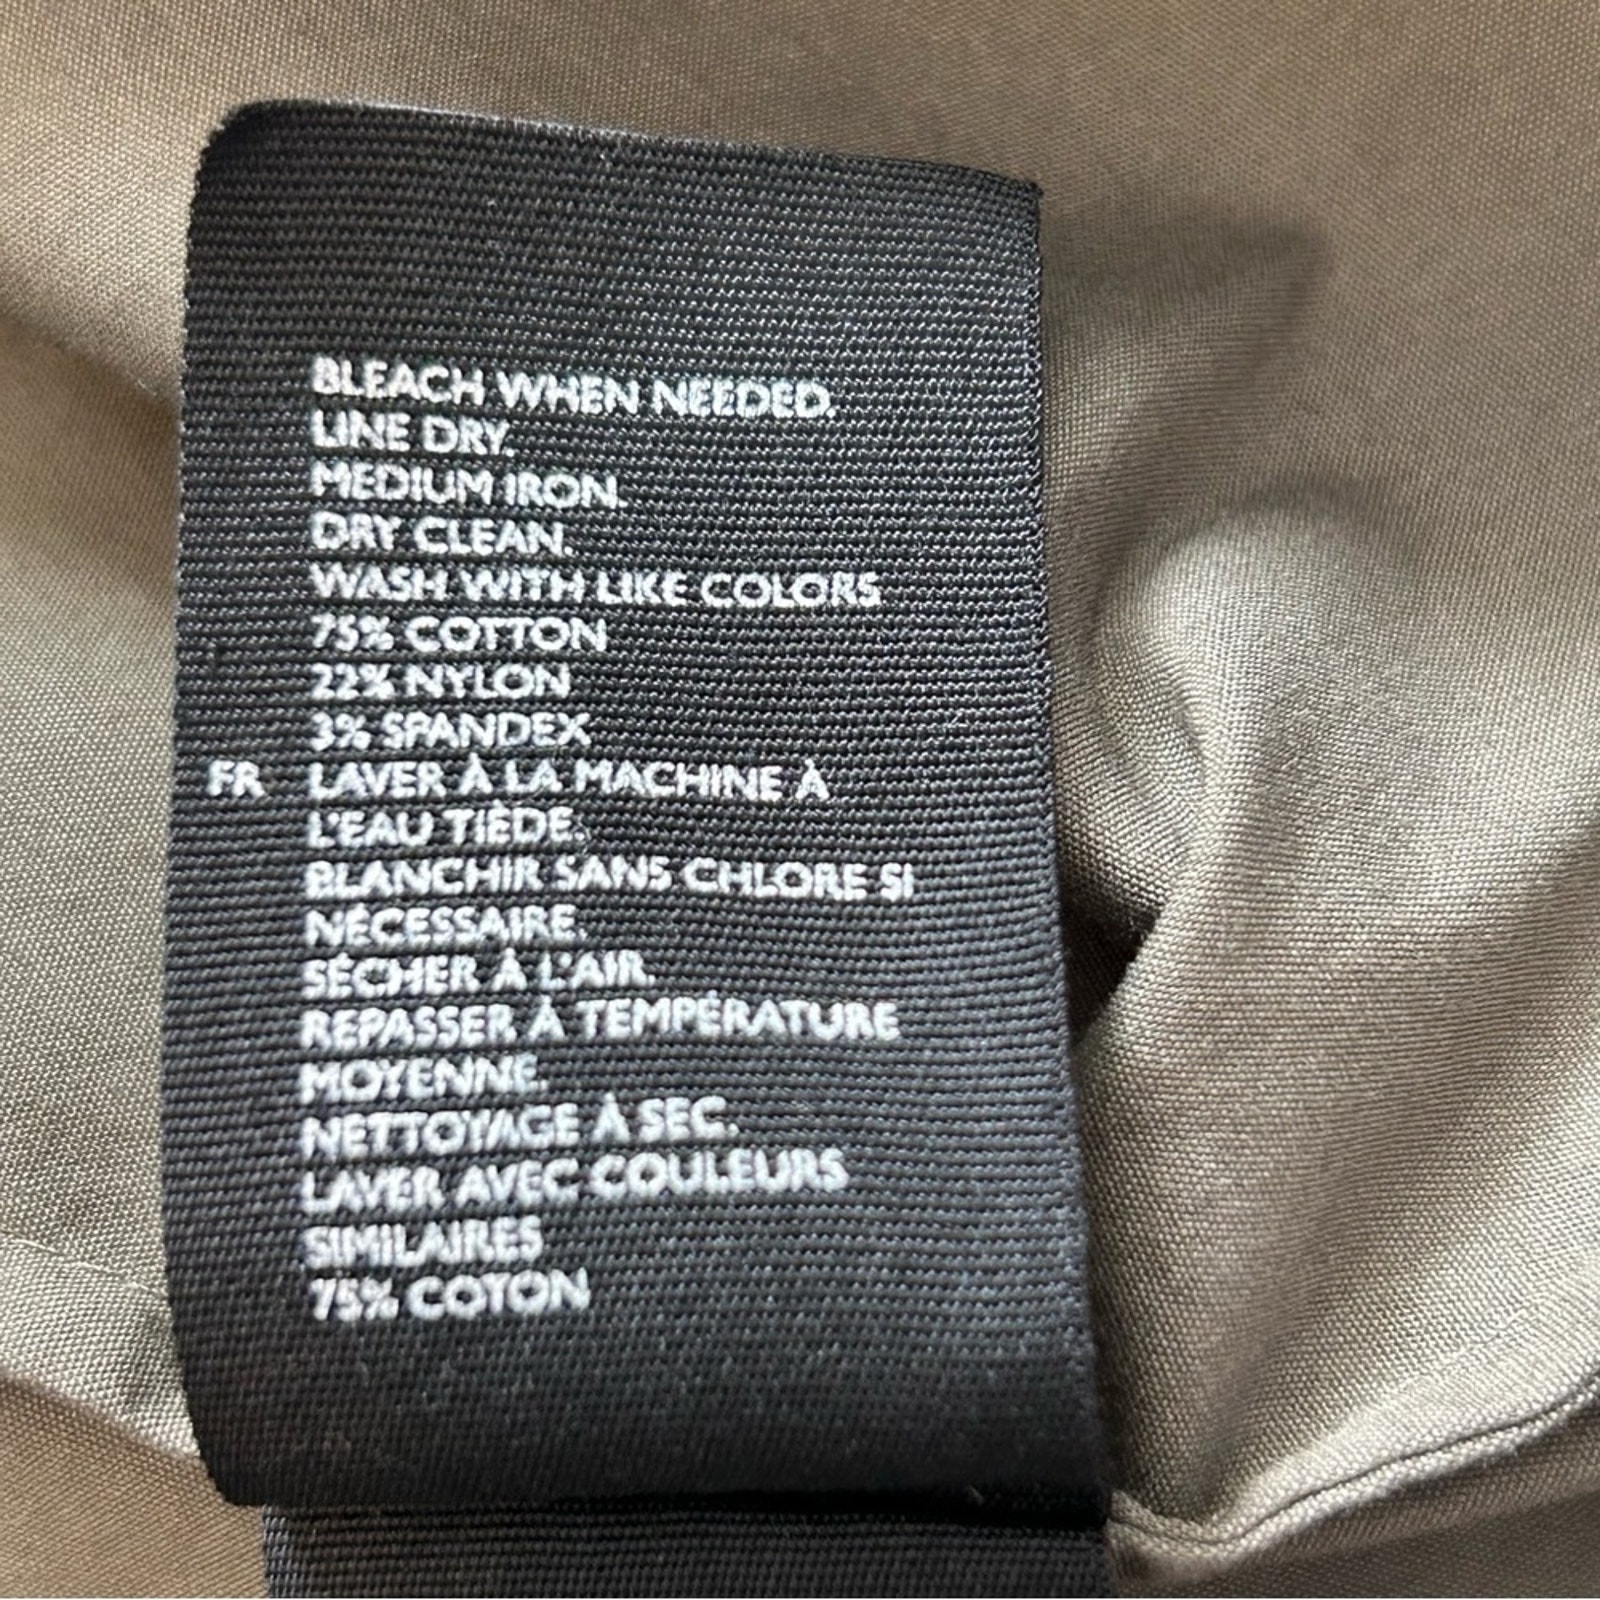 BLEACH WHEN NEEDED.
LINE DRY.
MEDIUM IRON.
DRY CLEAN.
WASH WITH LIKE COLORS
75% COTTON
22% NYLON
3% SPANDEX
FR LAVER À LA MACHINE À
L'EAU TIÈDE.
BLANCHIR SANS CHLORE SI
NÉCESSAIRE.
SÉCHER À L'AIR.
REPASSER À TEMPÉRATURE
MOYENNE.
NETTOYAGE À SEC.
LAVER AVEC COULEURS
SIMILAIRES
75% COTON